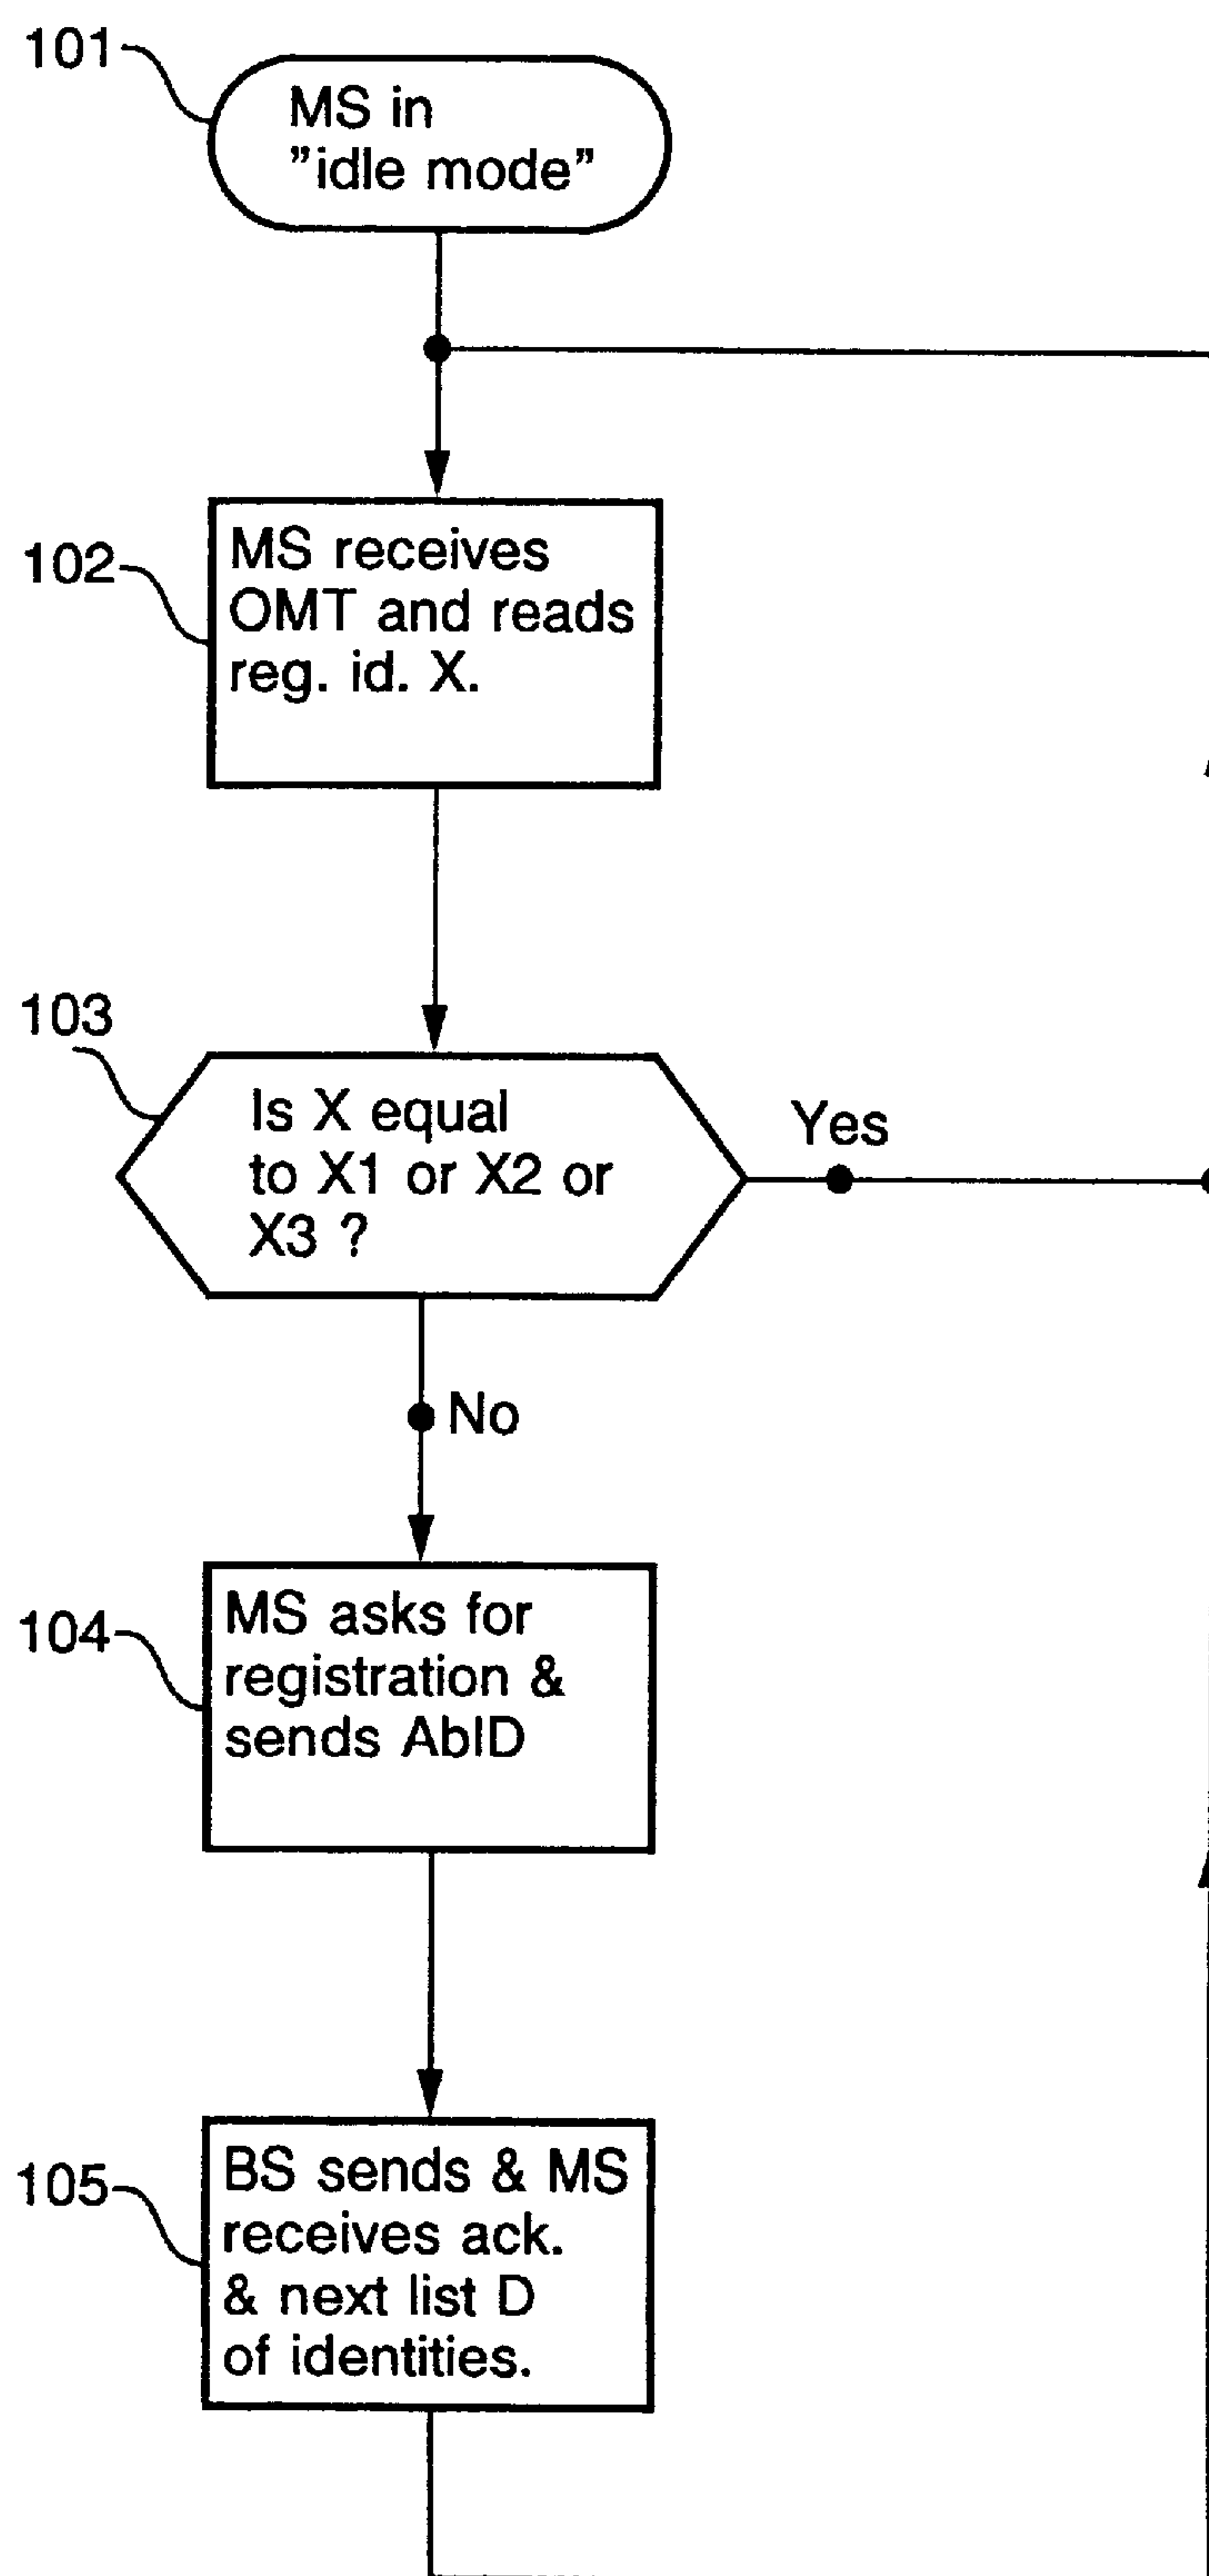 101
MS in
"idle mode"
102
MS receives
OMT and reads
reg. id. X.
103
Is X equal
to X1 or X2 or
X3 ?
Yes
No
104
MS asks for
registration &
sends AbID
105
BS sends & MS
receives ack.
& next list D
of identities.